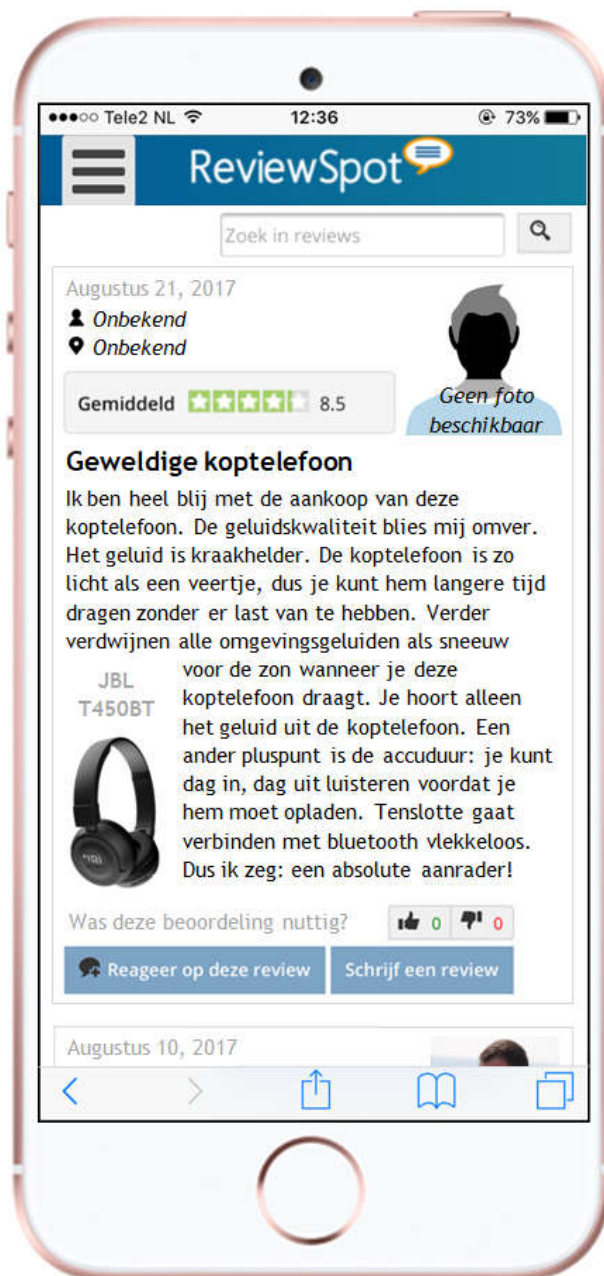 Tele2 NL 12:36 73%
ReviewSpot
Zoek in reviews
Augustus 21, 2017
Onbekend
Onbekend
Geen foto
beschikbaar
Gemiddeld 8.5
Geweldige koptelefoon
Ik ben heel blij met de aankoop van deze
koptelefoon. De geluidskwaliteit blies mij omver.
Het geluid is kraakhelder. De koptelefoon is zo
licht als een veertje, dus je kunt hem langere tijd
dragen zonder er last van te hebben. Verder
verdwijnen alle omgevingsgeluiden als sneeuw
voor de zon wanneer je deze
koptelefoon draagt. Je hoort alleen
het geluid uit de koptelefoon. Een
ander pluspunt is de accuduur: je kunt
dag in, dag uit luisteren voordat je
hem moet opladen. Tenslotte gaat
verbinden met bluetooth vlekkeloos.
Dus ik zeg: een absolute aanrader!
JBL
T450BT
JBL
Was deze beoordeling nuttig? 0 0
Reageer op deze review Schrijf een review
Augustus 10, 2017